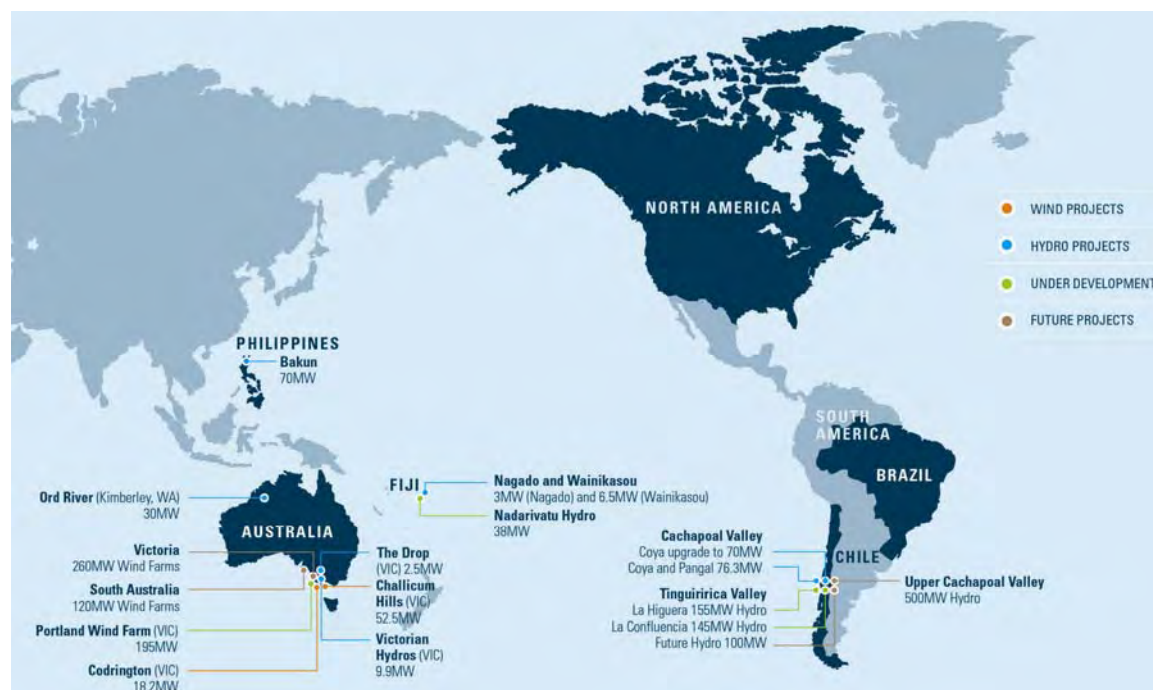 NORTH AMERICA
WIND PROJECTS
HYDRO PROJECTS
UNDER DEVELOPMENT
FUTURE PROJECTS
PHILIPPINES
Bakun
70MW
SOUTH
AMERICA
BRAZIL
CHILE
AUSTRALIA
FIJI
Nagado and Wainikasou
3MW (Nagado) and 6.5MW (Wainikasou)
Nadarivatu Hydro
38MW
Ord River (Kimberley, WA)
30MW
Victoria
260MW Wind Farms
South Australia
120MW Wind Farms
Portland Wind Farm (VIC)
195MW
Codrington (VIC)
18.2MW
The Drop
(VIC) 2.5MW
Challicum
Hills (VIC)
52.5MW
Victorian
Hydros (VIC)
9.9MW
Cachapoal Valley
Coya upgrade to 70MW
Coya and Pangal 76.3MW
Tinguiririca Valley
La Higuera 155MW Hydro
La Confluencia 145MW Hydro
Future Hydro 100MW
Upper Cachapoal Valley
500MW Hydro